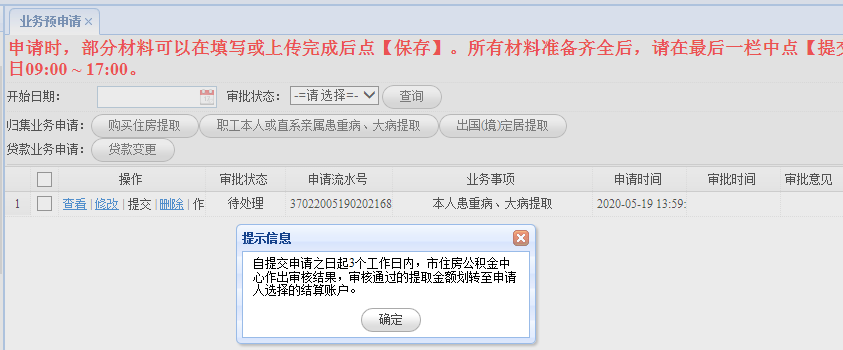 业务预申请
申请时，部分材料可以在填写或上传完成后点【保存】。所有材料准备齐全后，请在最后一栏中点【提交
日09:00 ~ 17:00。
开始日期： 审批状态： -=请选择=- 查询
归集业务申请： 购买住房提取 职工本人或直系亲属患重病、大病提取 出国(境)定居提取
贷款业务申请： 贷款变更
操作 审批状态 申请流水号 业务事项 申请时间 审批时间 审批意见
1 查看 | 修改 | 提交 | 删除 | 作 待处理 37022005190202168 本人患重病、大病提取 2020-05-19 13:59:
提示信息
自提交申请之日起3个工作日内，市住房公积金中
心作出审核结果，审核通过的提取金额划转至申请
人选择的结算账户。
确定